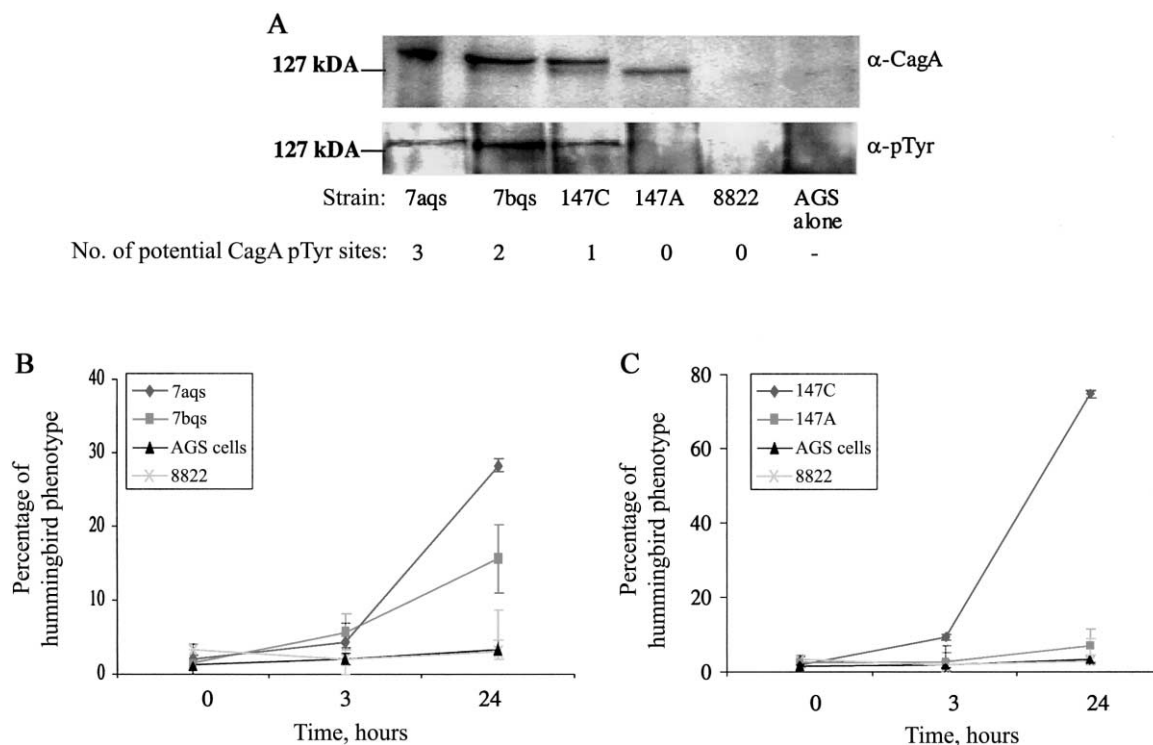 A
127 kDA
α-CagA
127 kDA
α-pTyr
Strain: 7aqs 7bqs 147C 147A 8822 AGS alone
No. of potential CagA pTyr sites: 3 2 1 0 0 -
B
7aqs
7bqs
AGS cells
8822
40
30
20
10
0
Percentage of
hummingbird phenotype
0 3 24
Time, hours
C
147C
147A
AGS cells
8822
80
60
40
20
0
Percentage of
hummingbird phenotype
0 3 24
Time, hours